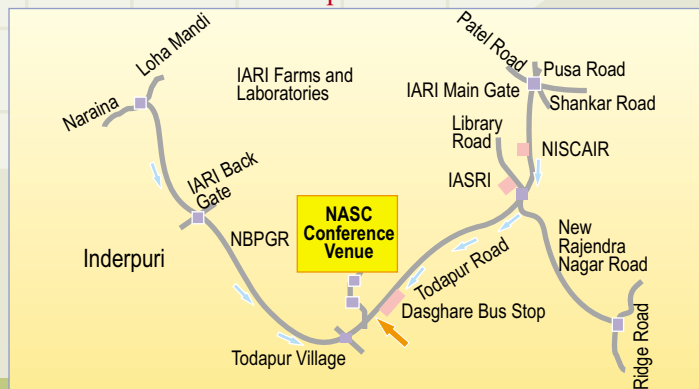 Loha Mandi
Naraina
IARI Farms and
Laboratories
Patel Road
Pusa Road
IARI Main Gate
Shankar Road
Library
Road
NISCAIR
IASRI
IARI Back
Gate
NASC
Conference
Venue
NBPGR
Inderpuri
New
Rajendra
Nagar Road
Todapur Road
Dasghare Bus Stop
Todapur Village
Ridge Road